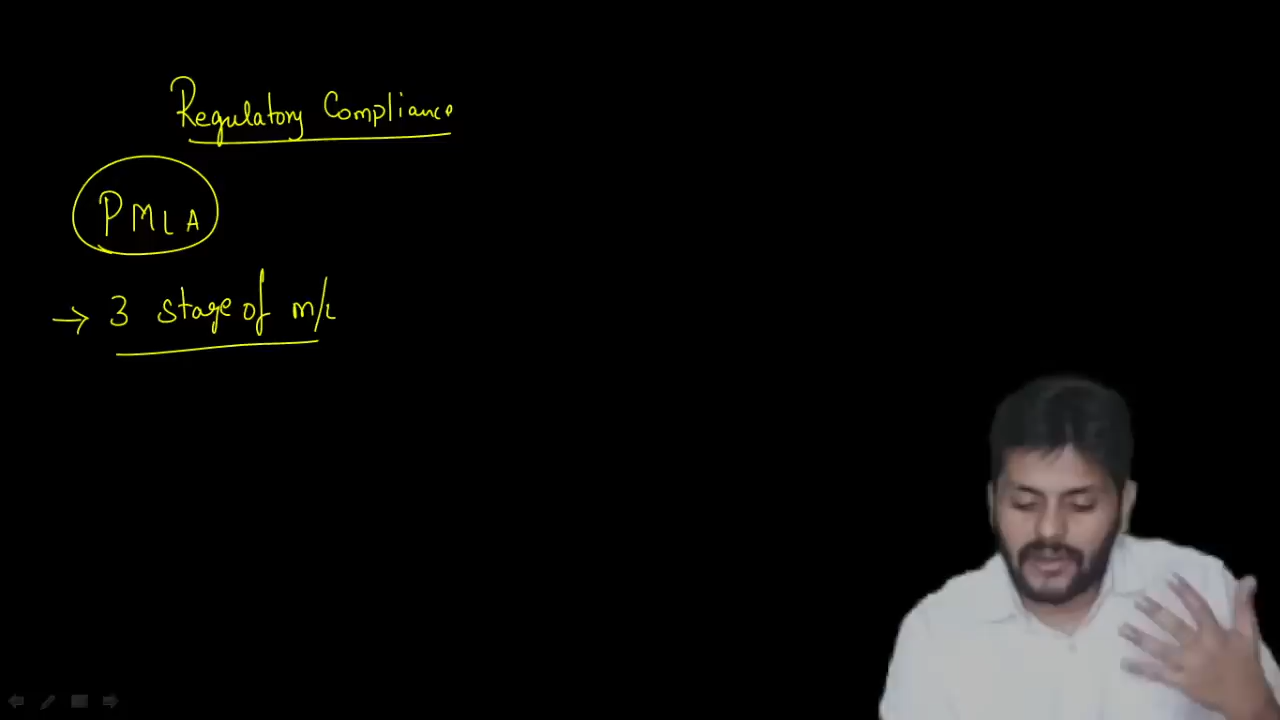 Regulatory Compliance
PMLA
→ 3 stage of m/L